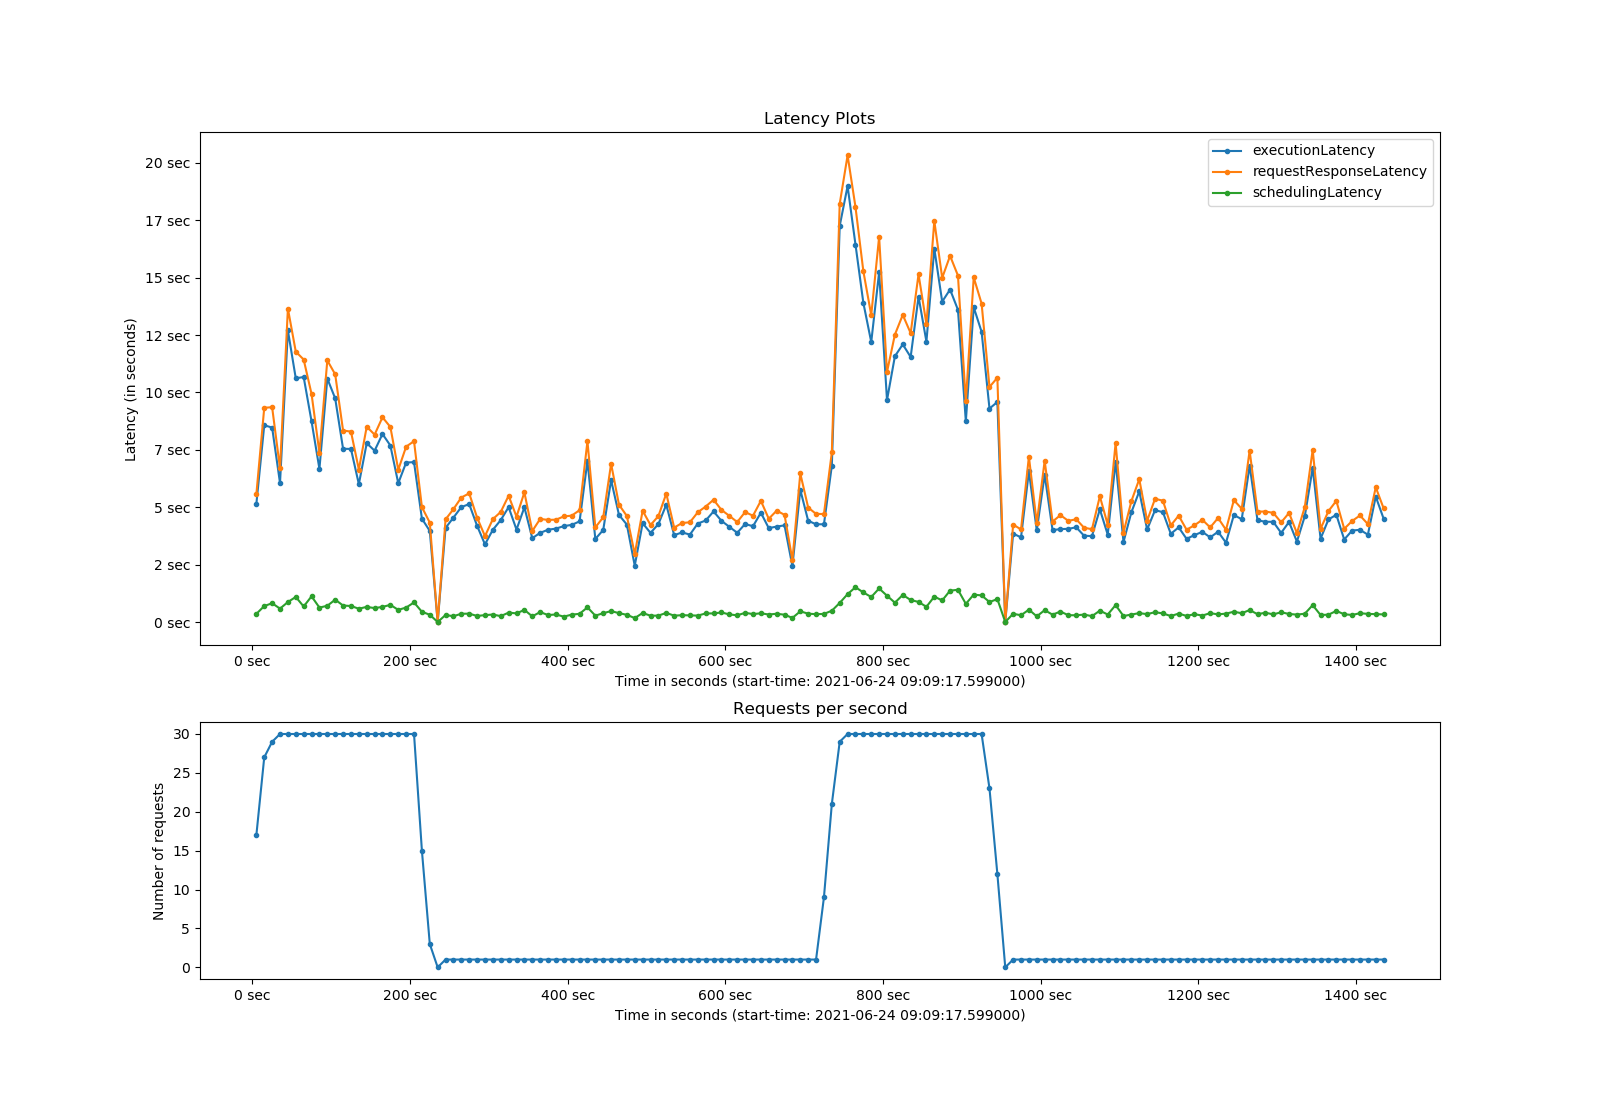 Latency Plots
20 sec
17 sec
15 sec
12 sec
10 sec
7 sec
5 sec
2 sec
0 sec
Latency (in seconds)
executionLatency
requestResponseLatency
schedulingLatency
0 sec
200 sec
400 sec
600 sec
800 sec
1000 sec
1200 sec
1400 sec
Time in seconds (start-time: 2021-06-24 09:09:17.599000)
Requests per second
30
25
20
15
10
5
0
Number of requests
0 sec
200 sec
400 sec
600 sec
800 sec
1000 sec
1200 sec
1400 sec
Time in seconds (start-time: 2021-06-24 09:09:17.599000)